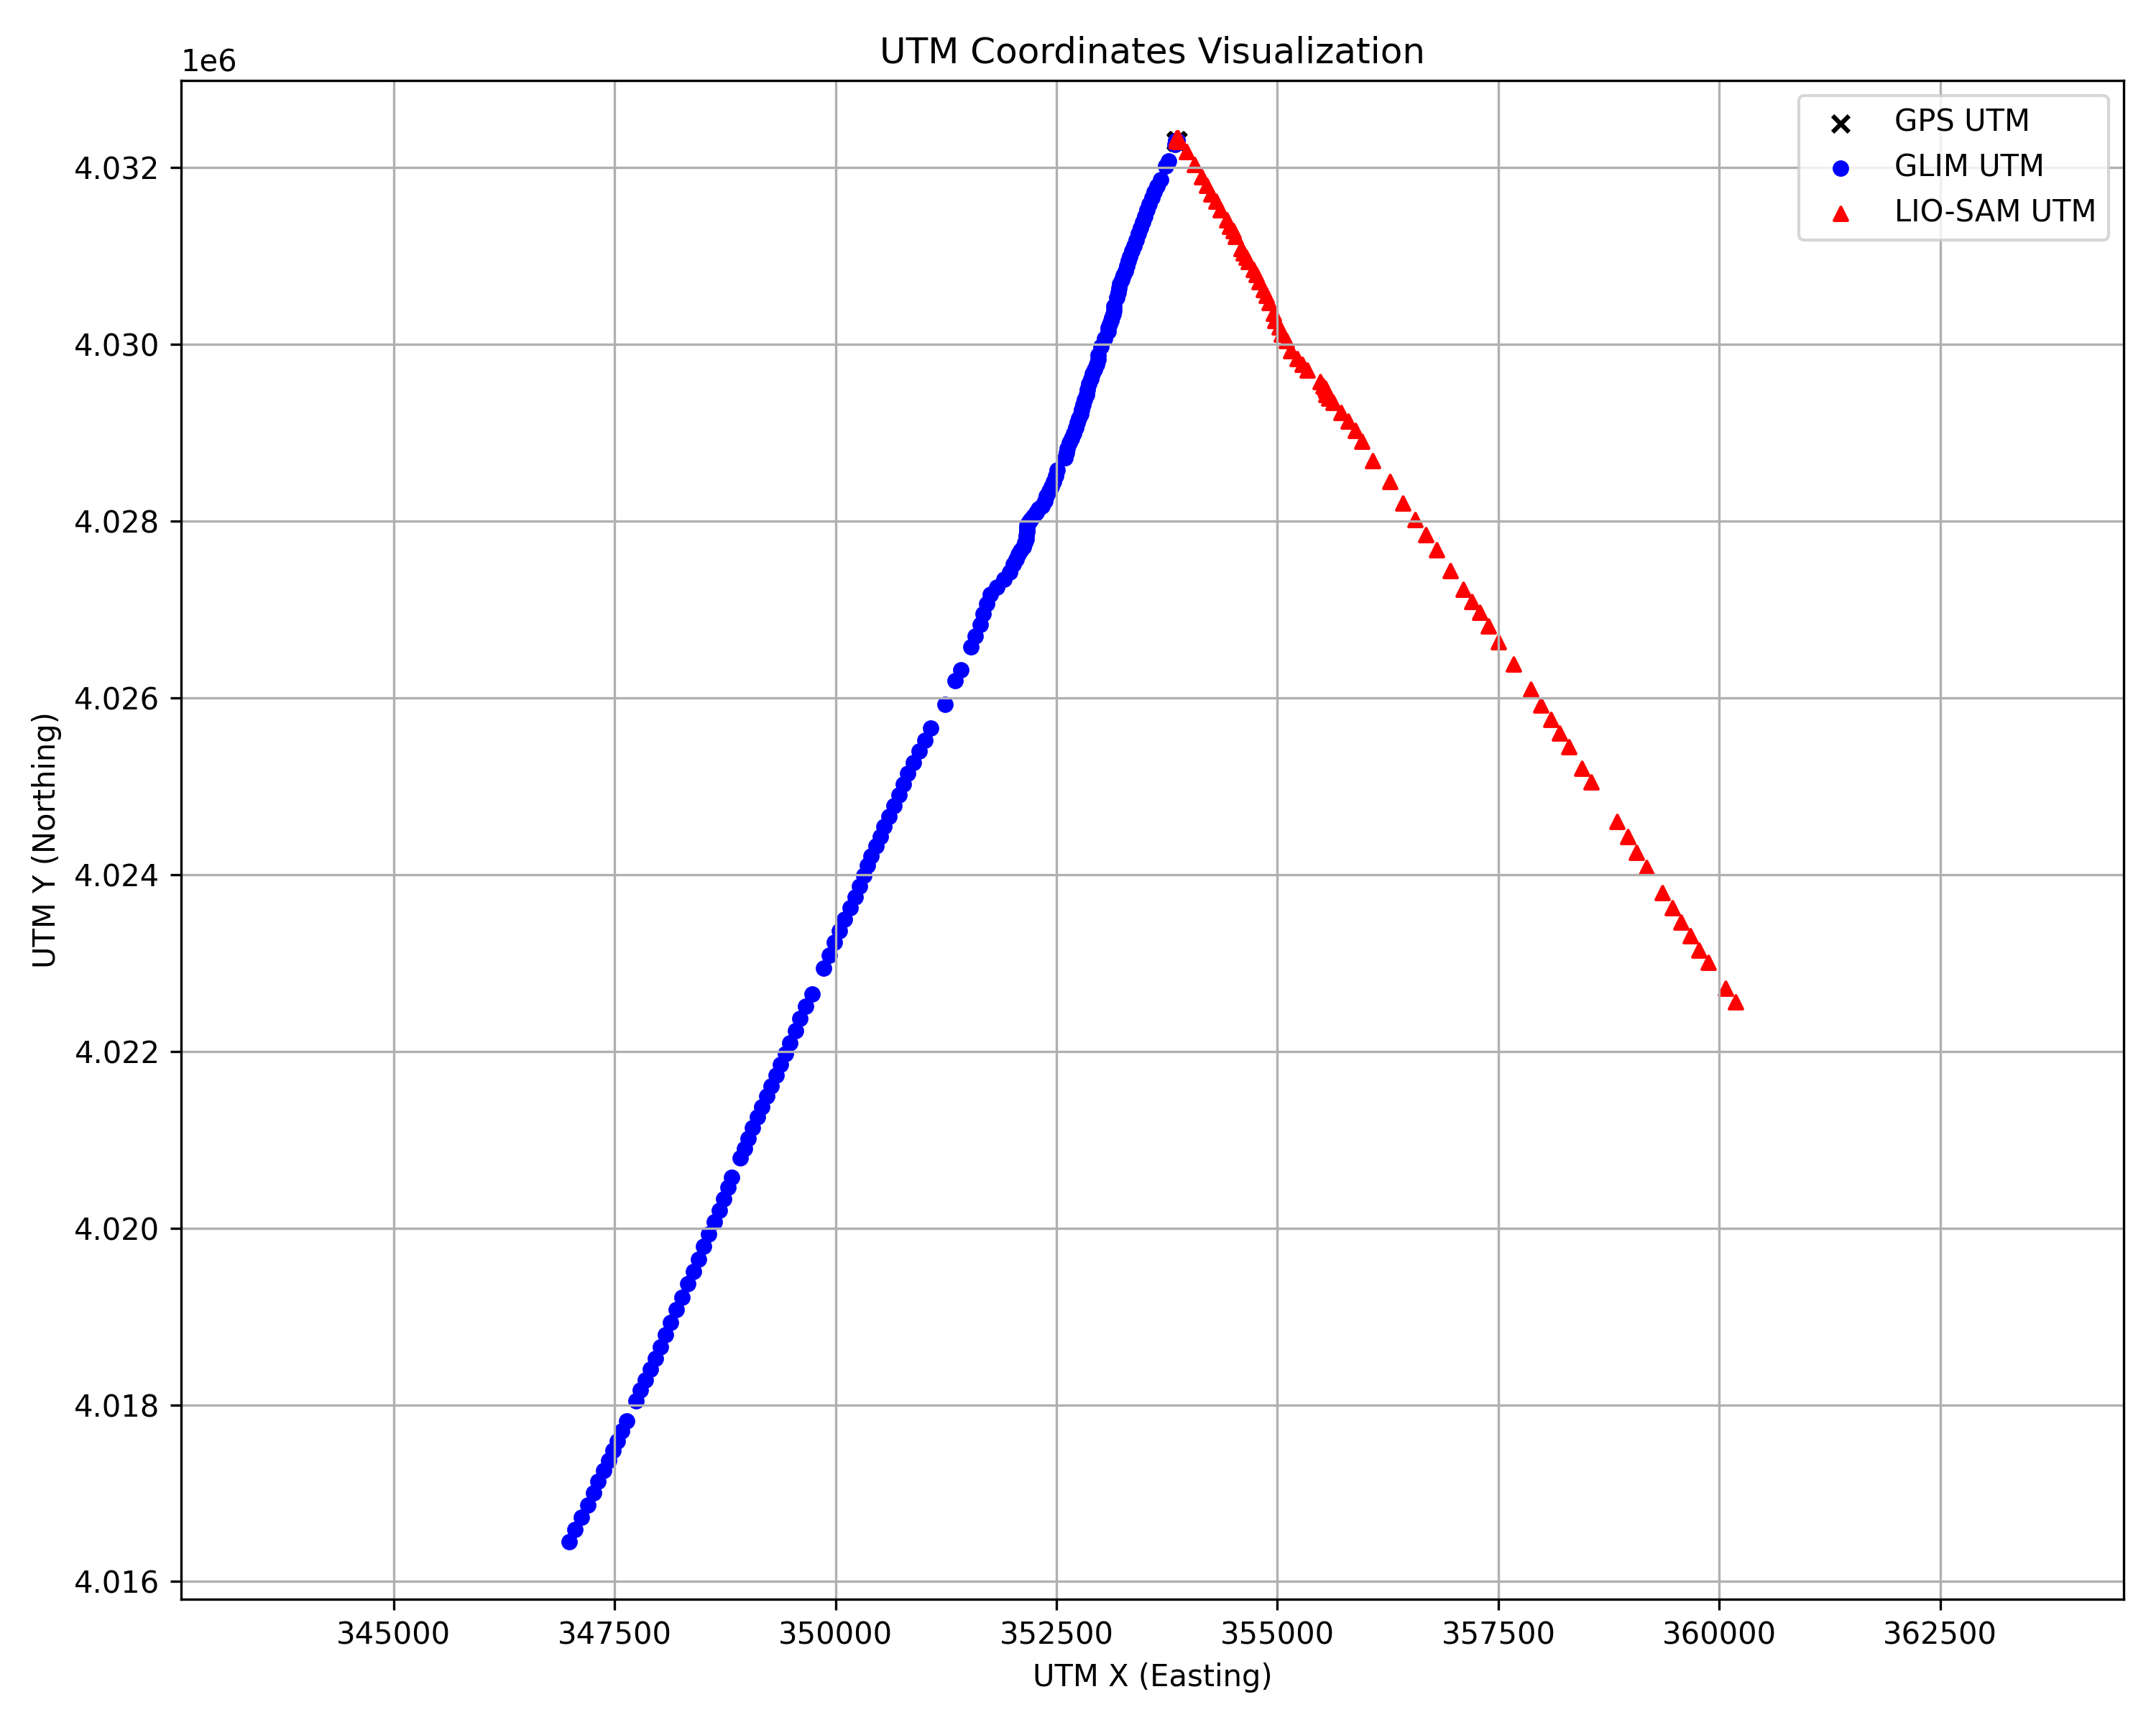 UTM Coordinates Visualization
1e6
GPS UTM
GLIM UTM
LIO-SAM UTM
4.032
4.030
4.028
4.026
4.024
4.022
4.020
4.018
4.016
UTM Y (Northing)
345000 347500 350000 352500 355000 357500 360000 362500
UTM X (Easting)